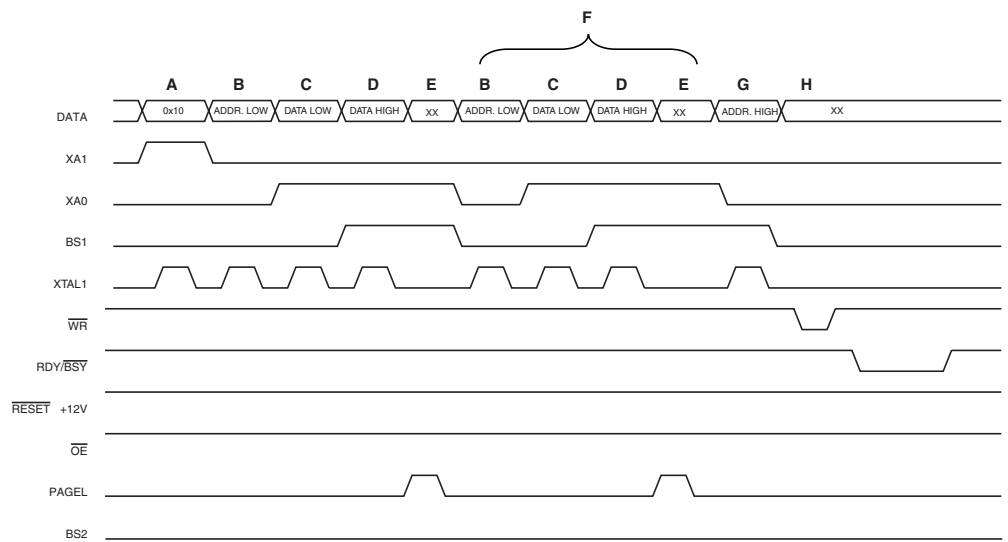 F
A B C D E B C D E G H
DATA 0x10 ADDR. LOW DATA LOW DATA HIGH XX ADDR. LOW DATA LOW DATA HIGH XX ADDR. HIGH XX
XA1
XA0
BS1
XTAL1
WR
RDY/BSY
RESET +12V
OE
PAGEL
BS2